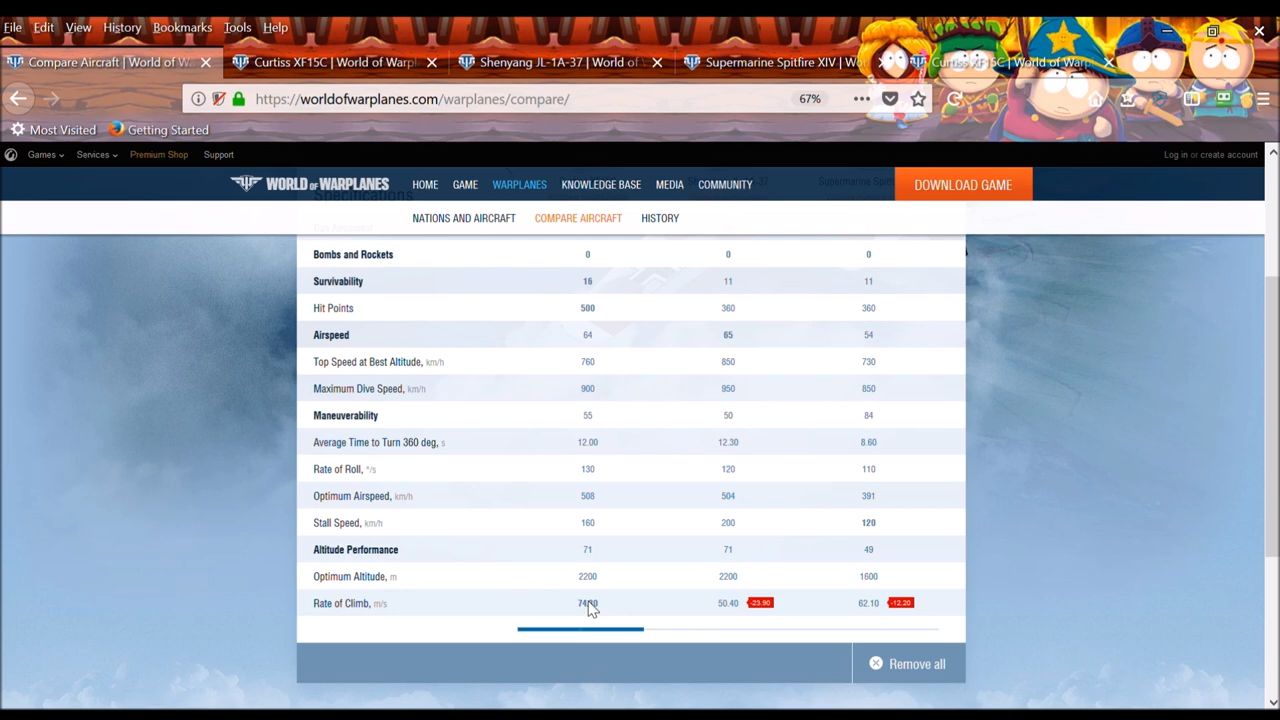 File Edit View History Bookmarks Tools Help
Compare Aircraft | World of W
Curtiss XF15C | World of Warpl
Shenyang JL-1A-37 | World of
Supermarine Spitfire XIV | Wor
Curtiss XF15C | World of Warpl
https://worldofwarplanes.com/warplanes/compare/
67%
Most Visited Getting Started
Games Services Premium Shop Support Log in or create account
WORLD OF WARPLANES HOME GAME WARPLANES KNOWLEDGE BASE MEDIA COMMUNITY DOWNLOAD GAME
Specifications
NATIONS AND AIRCRAFT COMPARE AIRCRAFT HISTORY
Bombs and Rockets 0 0 0
Survivability 16 11 11
Hit Points 500 360 360
Airspeed 64 65 54
Top Speed at Best Altitude, km/h 760 850 730
Maximum Dive Speed, km/h 900 950 850
Maneuverability 55 50 84
Average Time to Turn 360 deg, s 12.00 12.30 8.60
Rate of Roll, °/s 130 120 110
Optimum Airspeed, km/h 508 504 391
Stall Speed, km/h 160 200 120
Altitude Performance 71 71 49
Optimum Altitude, m 2200 2200 1600
Rate of Climb, m/s 50.40 -23.90 62.10 -12.20
Remove all